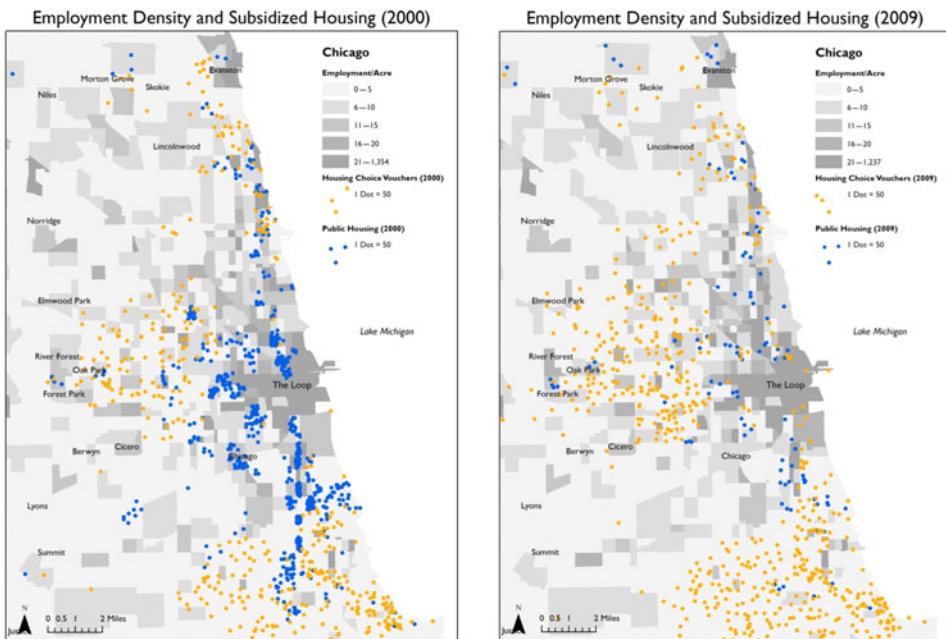 Employment Density and Subsidized Housing (2000)
Chicago
Employment/Acre
0—5
6—10
11—15
16—20
21—1,354
Housing Choice Vouchers (2000)
1 Dot = 50
Public Housing (2000)
1 Dot = 50
Evanston
Morton Grove
Skokie
Niles
Lincolnwood
Norridge
Elmwood Park
Lake Michigan
River Forest
Oak Park
The Loop
Forest Park
Cicero
Berwyn
Chicago
Lyons
Summit
N
0 0.5 1 2 Miles
Employment Density and Subsidized Housing (2009)
Chicago
Employment/Acre
0—5
6—10
11—15
16—20
21—1,237
Housing Choice Vouchers (2009)
1 Dot = 50
Public Housing (2009)
1 Dot = 50
Evanston
Morton Grove
Skokie
Niles
Lincolnwood
Norridge
Elmwood Park
Lake Michigan
River Forest
Oak Park
The Loop
Forest Park
Cicero
Berwyn
Chicago
Lyons
Summit
N
0 0.5 1 2 Miles